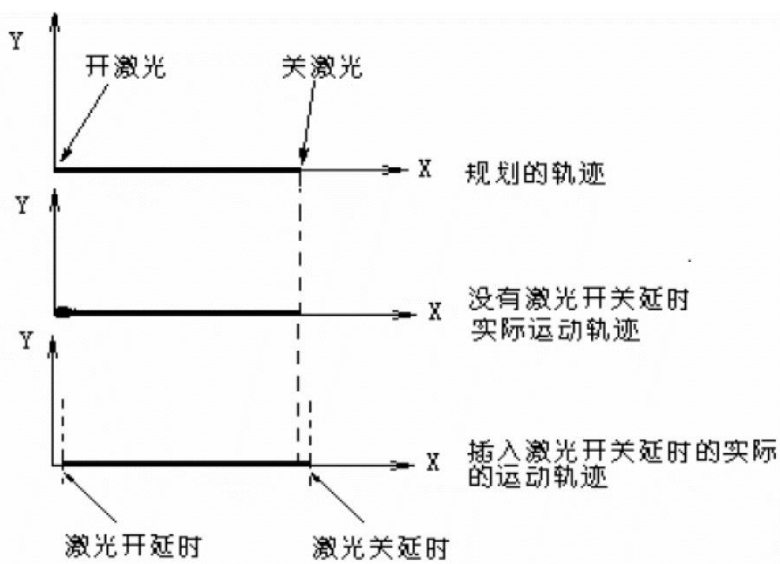 Y
开激光
关激光
X
规划的轨迹
Y
X
没有激光开关延时
实际运动轨迹
Y
X
插入激光开关延时的实际
的运动轨迹
激光开延时
激光关延时